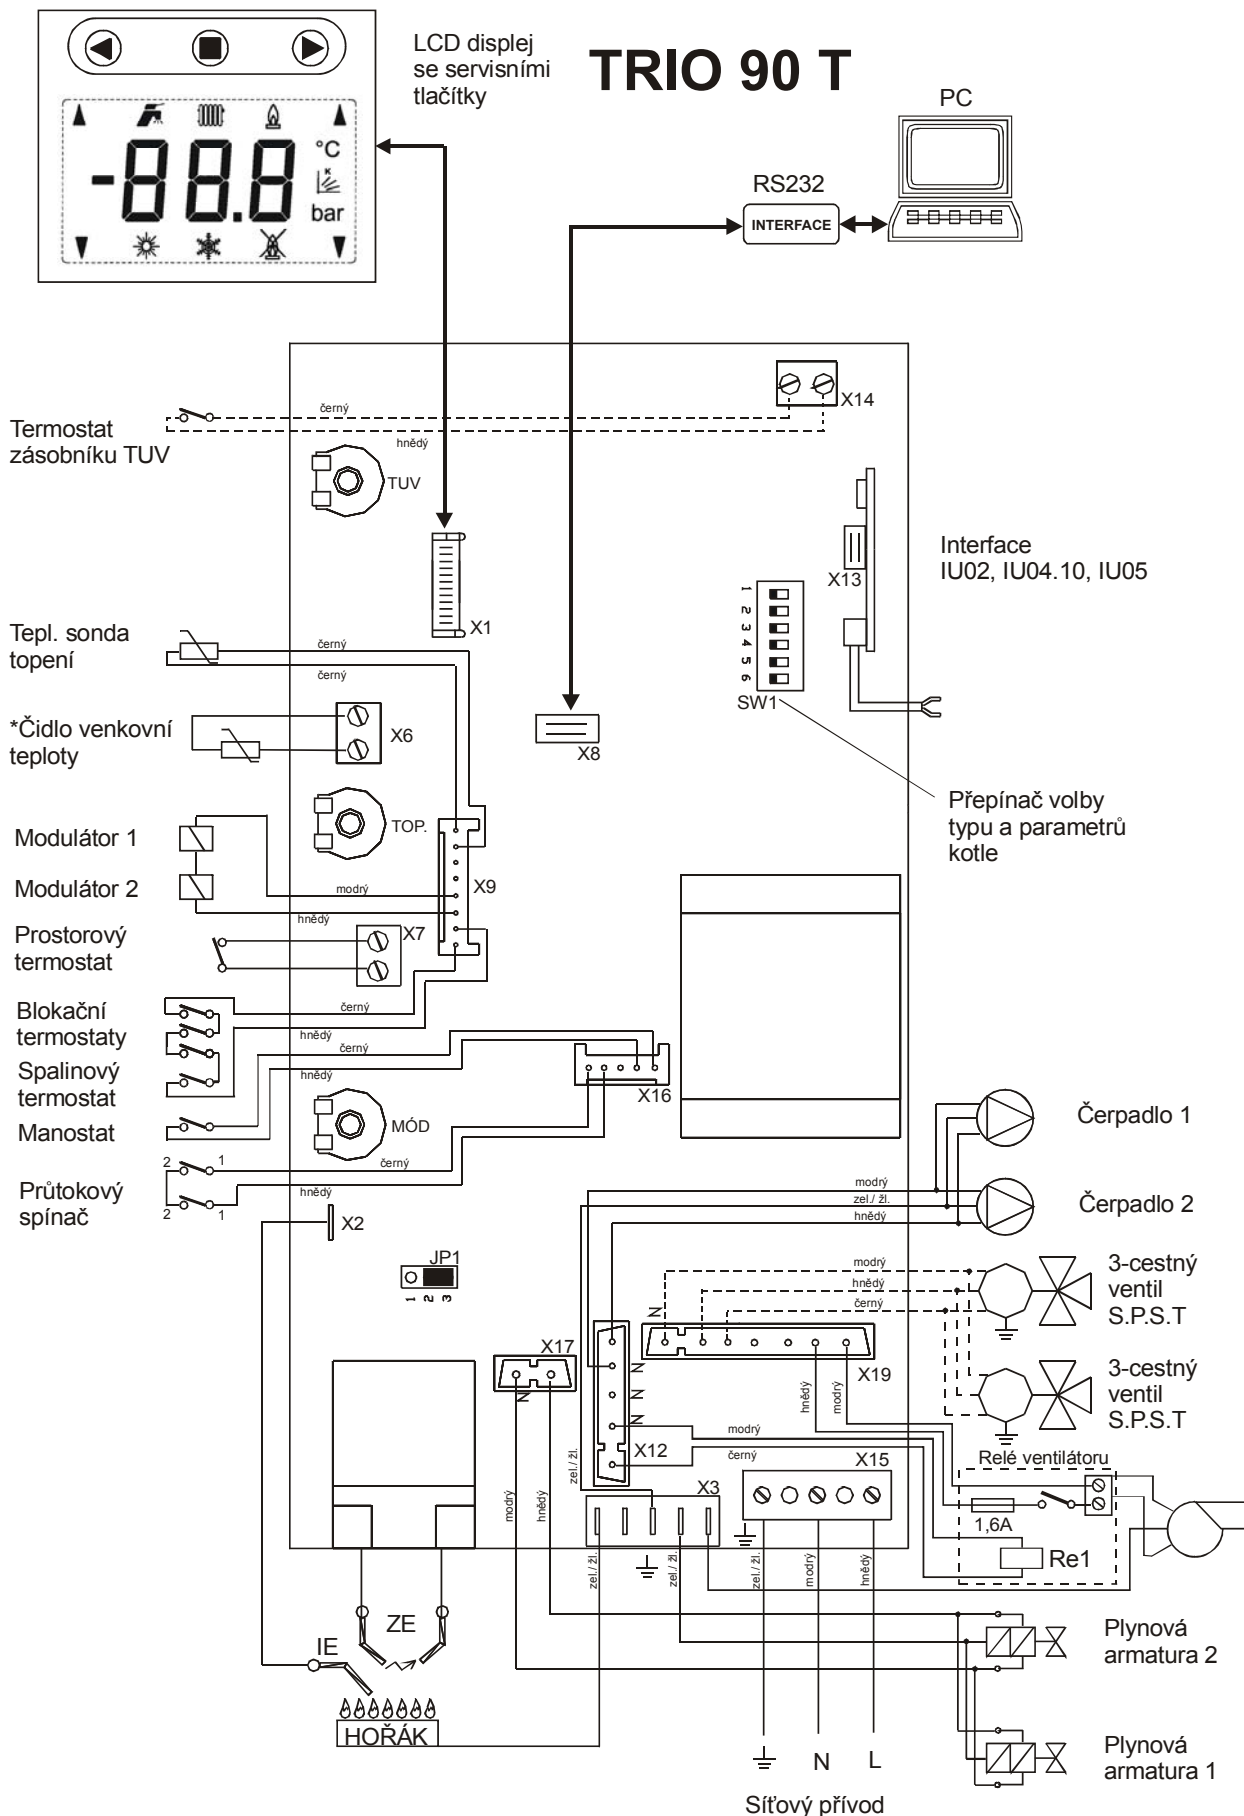 LCD displej
se servisními
tlačítky
TRIO 90 T
°C
K
-88.8
bar
PC
RS232
INTERFACE
Termostat
zásobníku TUV
černý
hnědý
X14
TUV
X1
X13
Interface
IU02, IU04.10, IU05
1
2
3
4
5
6
SW1
Tepl. sonda
topení
černý
černý
*Čidlo venkovní
teploty
X6
X8
Přepínač volby
typu a parametrů
kotle
TOP.
Modulátor 1
Modulátor 2
modrý
hnědý
X9
Prostorový
termostat
X7
Blokační
termostaty
černý
hnědý
Spalinový
termostat
černý
hnědý
X16
Manostat
MÓD
Průtokový
spínač
2 1
2 1
černý
hnědý
X2
JP1
1 2 3
Čerpadlo 1
modrý
zel./ žl.
hnědý
Čerpadlo 2
modrý
hnědý
černý
3-cestný
ventil
S.P.S.T
3-cestný
ventil
S.P.S.T
N
X19
hnědý
modrý
X17
N
N
N
N
X12
modrý
černý
zel./ žl.
modrý
hnědý
X3
X15
Relé ventilátoru
1,6A
Re1
zel./ žl.
zel./ žl.
zel./ žl.
modrý
hnědý
IE
ZE
HOŘÁK
Plynová
armatura 2
Plynová
armatura 1
N
L
Síťový přívod